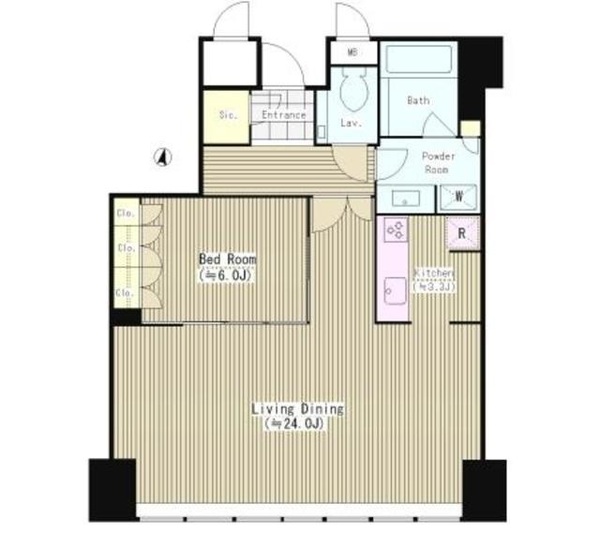 MB
Sic.
Entrance
Lav.
Bath
Powder
Room
W
Clo.
Clo.
Clo.
Bed Room
(≒6.0J)
R
Kitchen
(≒3.3J)
Living Dining
(≒24.0J)